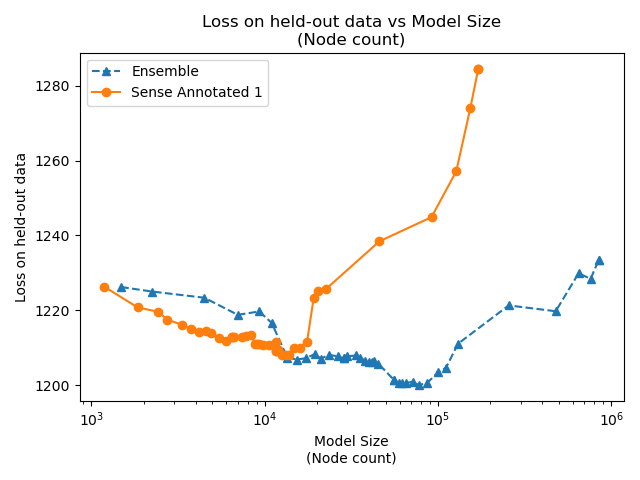 Loss on held-out data vs Model Size
(Node count)
Ensemble
Sense Annotated 1
Loss on held-out data
1280
1260
1240
1220
1200
10³
10⁴
10⁵
10⁶
Model Size
(Node count)